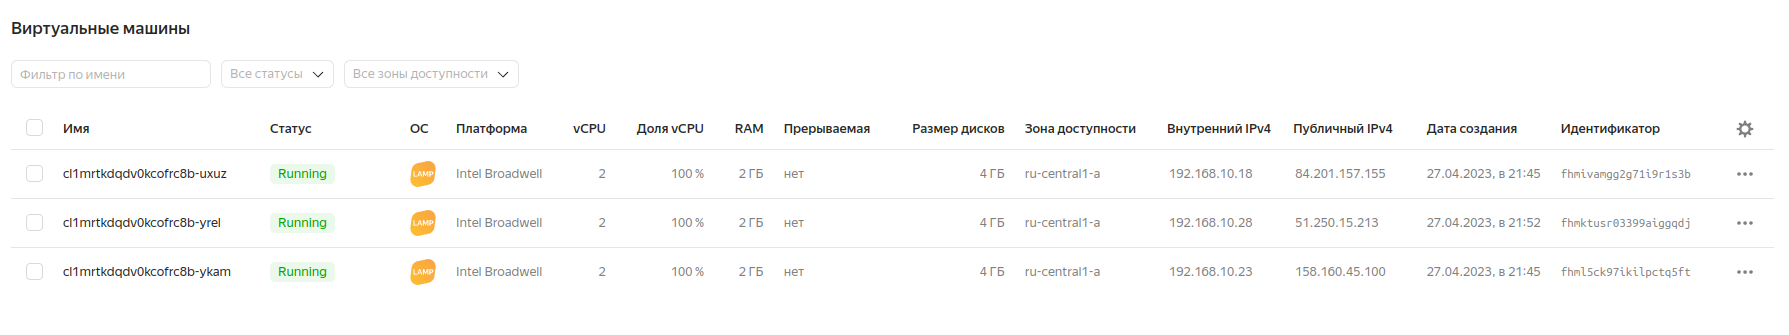 Виртуальные машины
Фильтр по имени Все статусы Все зоны доступности
Имя Статус ОС Платформа vCPU Доля vCPU RAM Прерываемая Размер дисков Зона доступности Внутренний IPv4 Публичный IPv4 Дата создания Идентификатор
cl1mrtkdqdv0kcofrc8b-uxuz Running LAMP Intel Broadwell 2 100 % 2 ГБ нет 4 ГБ ru-central1-a 192.168.10.18 84.201.157.155 27.04.2023, в 21:45 fhmivamgg2g71i9r1s3b
cl1mrtkdqdv0kcofrc8b-yrel Running LAMP Intel Broadwell 2 100 % 2 ГБ нет 4 ГБ ru-central1-a 192.168.10.28 51.250.15.213 27.04.2023, в 21:52 fhmktusr03399aiggqdj
cl1mrtkdqdv0kcofrc8b-ykam Running LAMP Intel Broadwell 2 100 % 2 ГБ нет 4 ГБ ru-central1-a 192.168.10.23 158.160.45.100 27.04.2023, в 21:45 fhml5ck97ikilpctq5ft